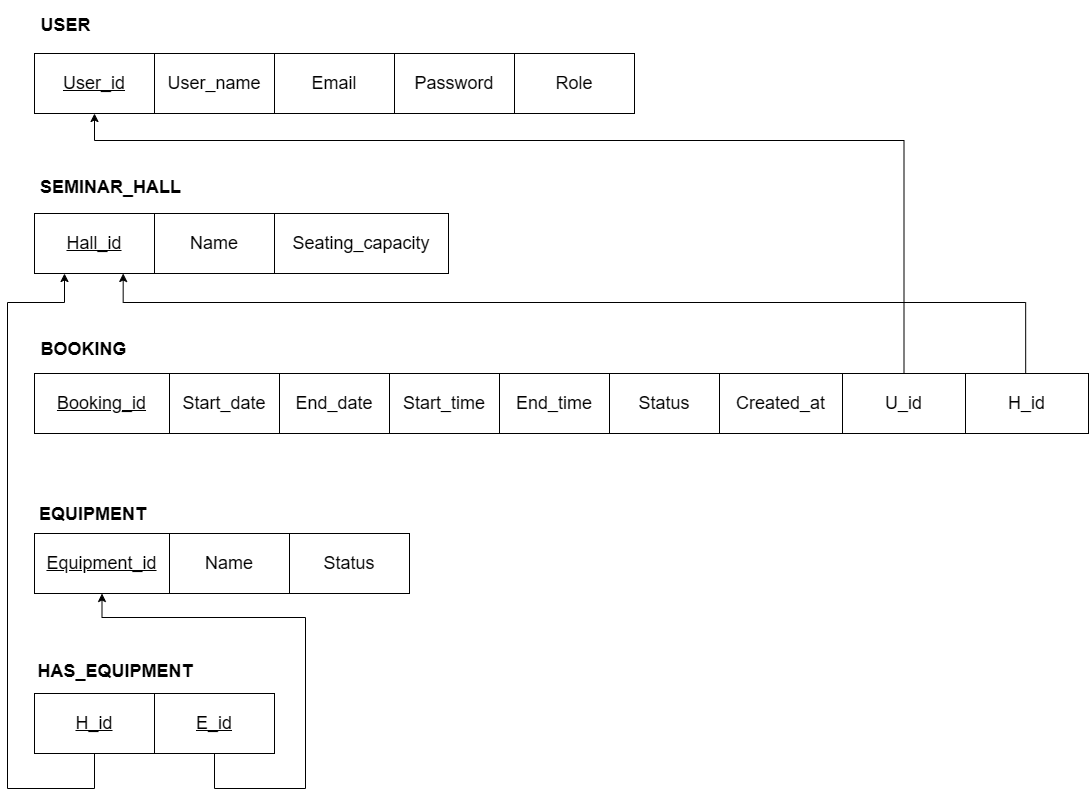 USER
User_id User_name Email Password Role
SEMINAR_HALL
Hall_id Name Seating_capacity
BOOKING
Booking_id Start_date End_date Start_time End_time Status Created_at U_id H_id
EQUIPMENT
Equipment_id Name Status
HAS_EQUIPMENT
H_id E_id